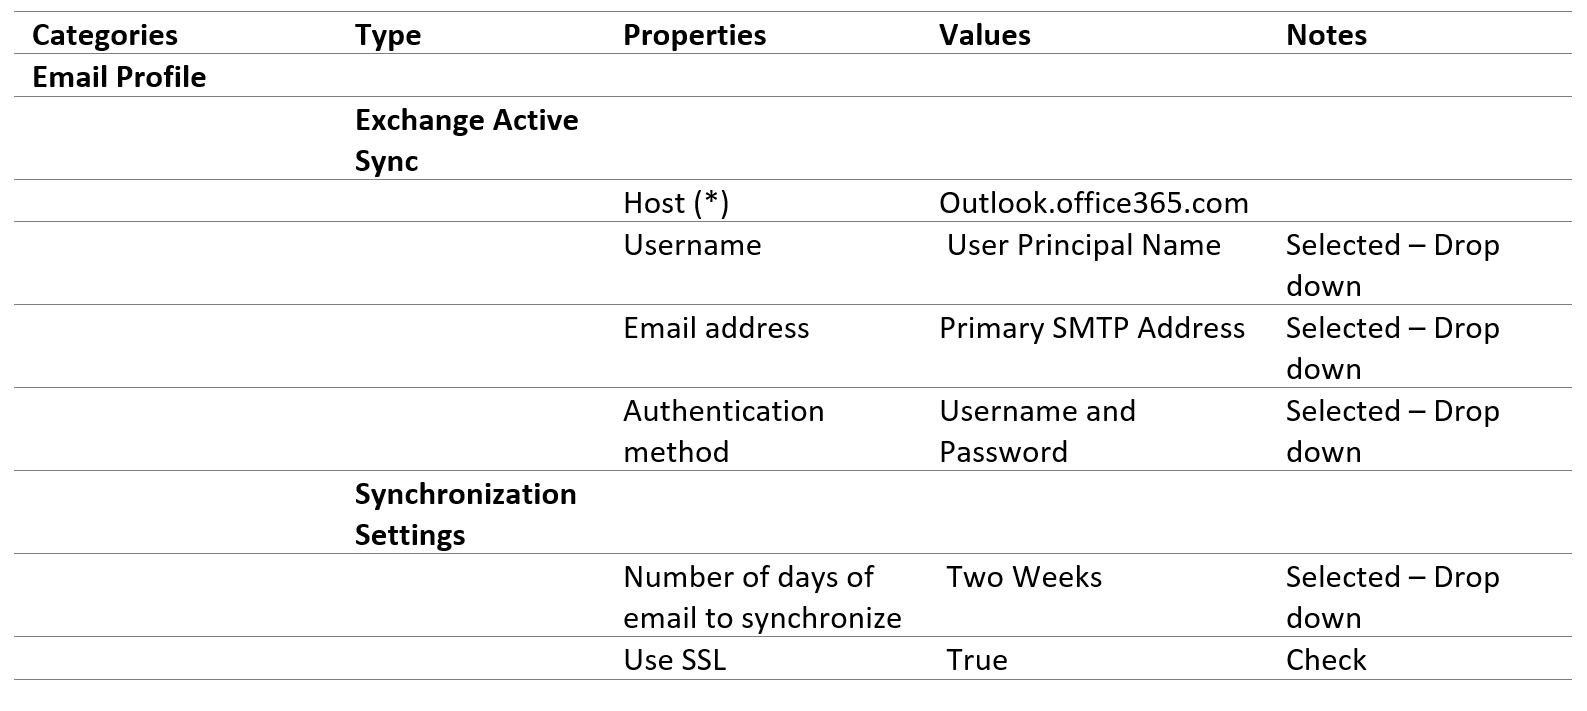 Categories Type Properties Values Notes
Email Profile
Exchange Active
Sync
Host (*) Outlook.office365.com
Username User Principal Name Selected – Drop
down
Email address Primary SMTP Address Selected – Drop
down
Authentication Username and Selected – Drop
method Password down
Synchronization
Settings
Number of days of Two Weeks Selected – Drop
email to synchronize down
Use SSL True Check